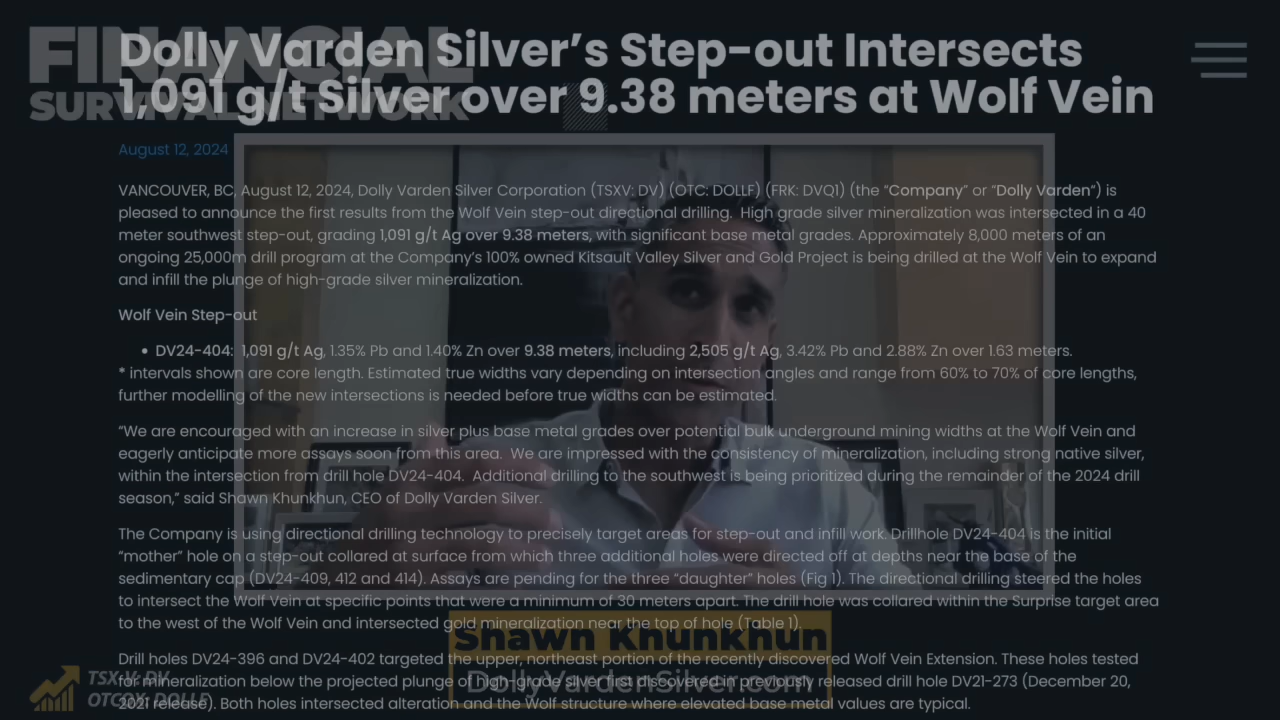 FINANCIAL
SURVIVAL NETWORK
Dolly Varden Silver’s Step-out Intersects
1,091 g/t Silver over 9.38 meters at Wolf Vein
August 12, 2024
VANCOUVER, BC, August 12, 2024, Dolly Varden Silver Corporation (TSXV: DV) (OTC: DOLLF) (FRK: DVQ1) (the “Company” or “Dolly Varden”) is
pleased to announce the first results from the Wolf Vein step-out directional drilling. High grade silver mineralization was intersected in a 40
meter southwest step-out, grading 1,091 g/t Ag over 9.38 meters, with significant base metal grades. Approximately 8,000 meters of an
ongoing 25,000m drill program at the Company’s 100% owned Kitsault Valley Silver and Gold Project is being drilled at the Wolf Vein to expand
and infill the plunge of high-grade silver mineralization.
Wolf Vein Step-out
• DV24-404: 1,091 g/t Ag, 1.35% Pb and 1.40% Zn over 9.38 meters, including 2,505 g/t Ag, 3.42% Pb and 2.88% Zn over 1.63 meters.
* intervals shown are core length. Estimated true widths vary depending on intersection angles and range from 60% to 70% of core lengths,
further modelling of the new intersections is needed before true widths can be estimated.
“We are encouraged with an increase in silver plus base metal grades over potential bulk underground mining widths at the Wolf Vein and
eagerly anticipate more assays soon from this area. We are impressed with the consistency of mineralization, including strong native silver,
within the intersection from drill hole DV24-404. Additional drilling to the southwest is being prioritized during the remainder of the 2024 drill
season,” said Shawn Khunkhun, CEO of Dolly Varden Silver.
The Company is using directional drilling technology to precisely target areas for step-out and infill work. Drillhole DV24-404 is the initial
“mother” hole on a step-out collared at surface from which three additional holes were directed off at depths near the base of the
sedimentary cap (DV24-409, 412 and 414). Assays are pending for the three “daughter” holes (Fig 1). The directional drilling steered the holes
to intersect the Wolf Vein at specific points that were a minimum of 30 meters apart. The drill hole was collared within the Surprise target area
to the west of the Wolf Vein and intersected gold mineralization near the top of hole (Table 1).
Shawn Khunkhun
Drill holes DV24-396 and DV24-402 targeted the upper, northeast portion of the recently discovered Wolf Vein Extension. These holes tested
for mineralization below the projected plunge of high-grade silver first discovered in previously released drill hole DV21-273 (December 20,
2021 release). Both holes intersected alteration and the Wolf structure where elevated base metal values are typical.
DollyVardenSilver.com
TSX.V: DV
OTCQX: DOLLF